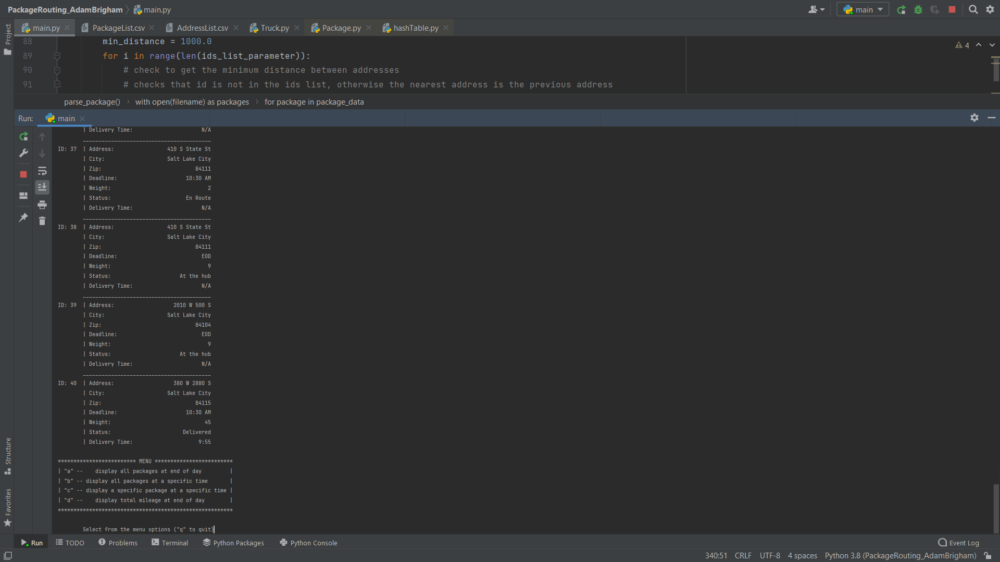 PackageRouting_AdamBrigham main.py main
main.py PackageList.csv AddressList.csv Truck.py Package.py hashTable.py
Project
88 min_distance = 1000.0
4
89 for i in range(len(ids_list_parameter)):
90 # check to get the minimum distance between addresses
91 # checks that id is not in the ids list, otherwise the nearest address is the previous address
parse_package() › with open(filename) as packages › for package in package_data
Run: main
| Delivery Time: N/A
_________________________________________
ID: 37 | Address: 410 S State St
| City: Salt Lake City
| Zip: 84111
| Deadline: 10:30 AM
| Weight: 2
| Status: En Route
| Delivery Time: N/A
_________________________________________
ID: 38 | Address: 410 S State St
| City: Salt Lake City
| Zip: 84111
| Deadline: EOD
| Weight: 9
| Status: At the hub
| Delivery Time: N/A
_________________________________________
ID: 39 | Address: 2010 W 500 S
| City: Salt Lake City
| Zip: 84104
| Deadline: EOD
| Weight: 9
| Status: At the hub
| Delivery Time: N/A
_________________________________________
ID: 40 | Address: 380 W 2880 S
| City: Salt Lake City
| Zip: 84115
| Deadline: 10:30 AM
| Weight: 45
| Status: Delivered
| Delivery Time: 9:55
************************* MENU *************************
| "a" -- display all packages at end of day |
| "b" -- display all packages at a specific time |
| "c" -- display a specific package at a specific time |
| "d" -- display total mileage at end of day |
********************************************************
Select from the menu options ("q" to quit)
Structure
Favorites
Run TODO Problems Terminal Python Packages Python Console Event Log
340:51 CRLF UTF-8 4 spaces Python 3.8 (PackageRouting_AdamBrigham)